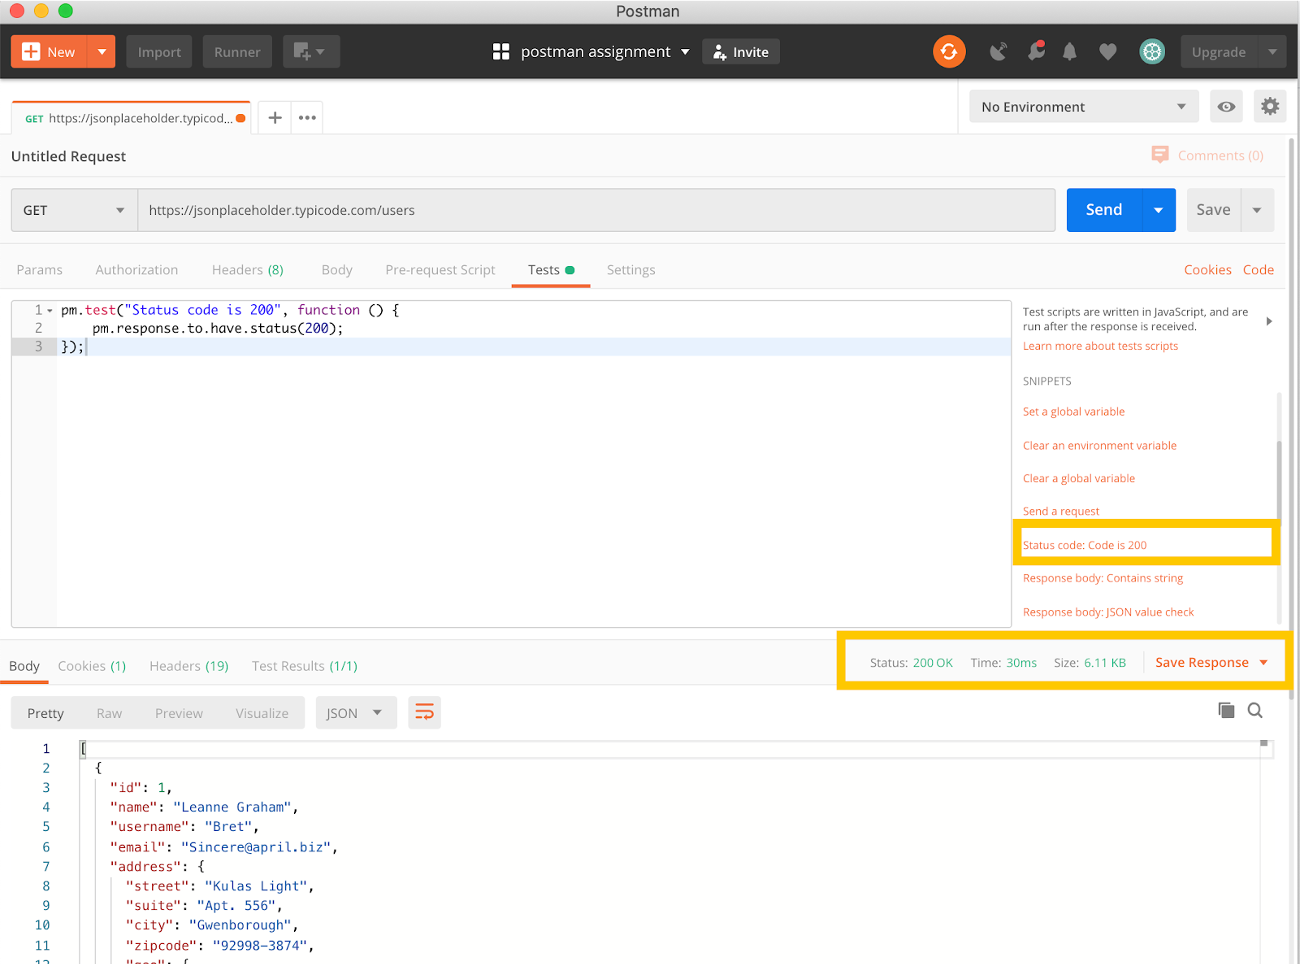 Postman
New Import Runner postman assignment Invite Upgrade
GET https://jsonplaceholder.typicod... No Environment
Untitled Request Comments (0)
GET https://jsonplaceholder.typicode.com/users Send Save
Params Authorization Headers (8) Body Pre-request Script Tests Settings Cookies Code
1 pm.test("Status code is 200", function () {
2 pm.response.to.have.status(200);
3 });
Test scripts are written in JavaScript, and are
run after the response is received.
Learn more about tests scripts
SNIPPETS
Set a global variable
Clear an environment variable
Clear a global variable
Send a request
Status code: Code is 200
Response body: Contains string
Response body: JSON value check
Body Cookies (1) Headers (19) Test Results (1/1) Status: 200 OK Time: 30ms Size: 6.11 KB Save Response
Pretty Raw Preview Visualize JSON
1 [
2 {
3 "id": 1,
4 "name": "Leanne Graham",
5 "username": "Bret",
6 "email": "Sincere@april.biz",
7 "address": {
8 "street": "Kulas Light",
9 "suite": "Apt. 556",
10 "city": "Gwenborough",
11 "zipcode": "92998-3874",